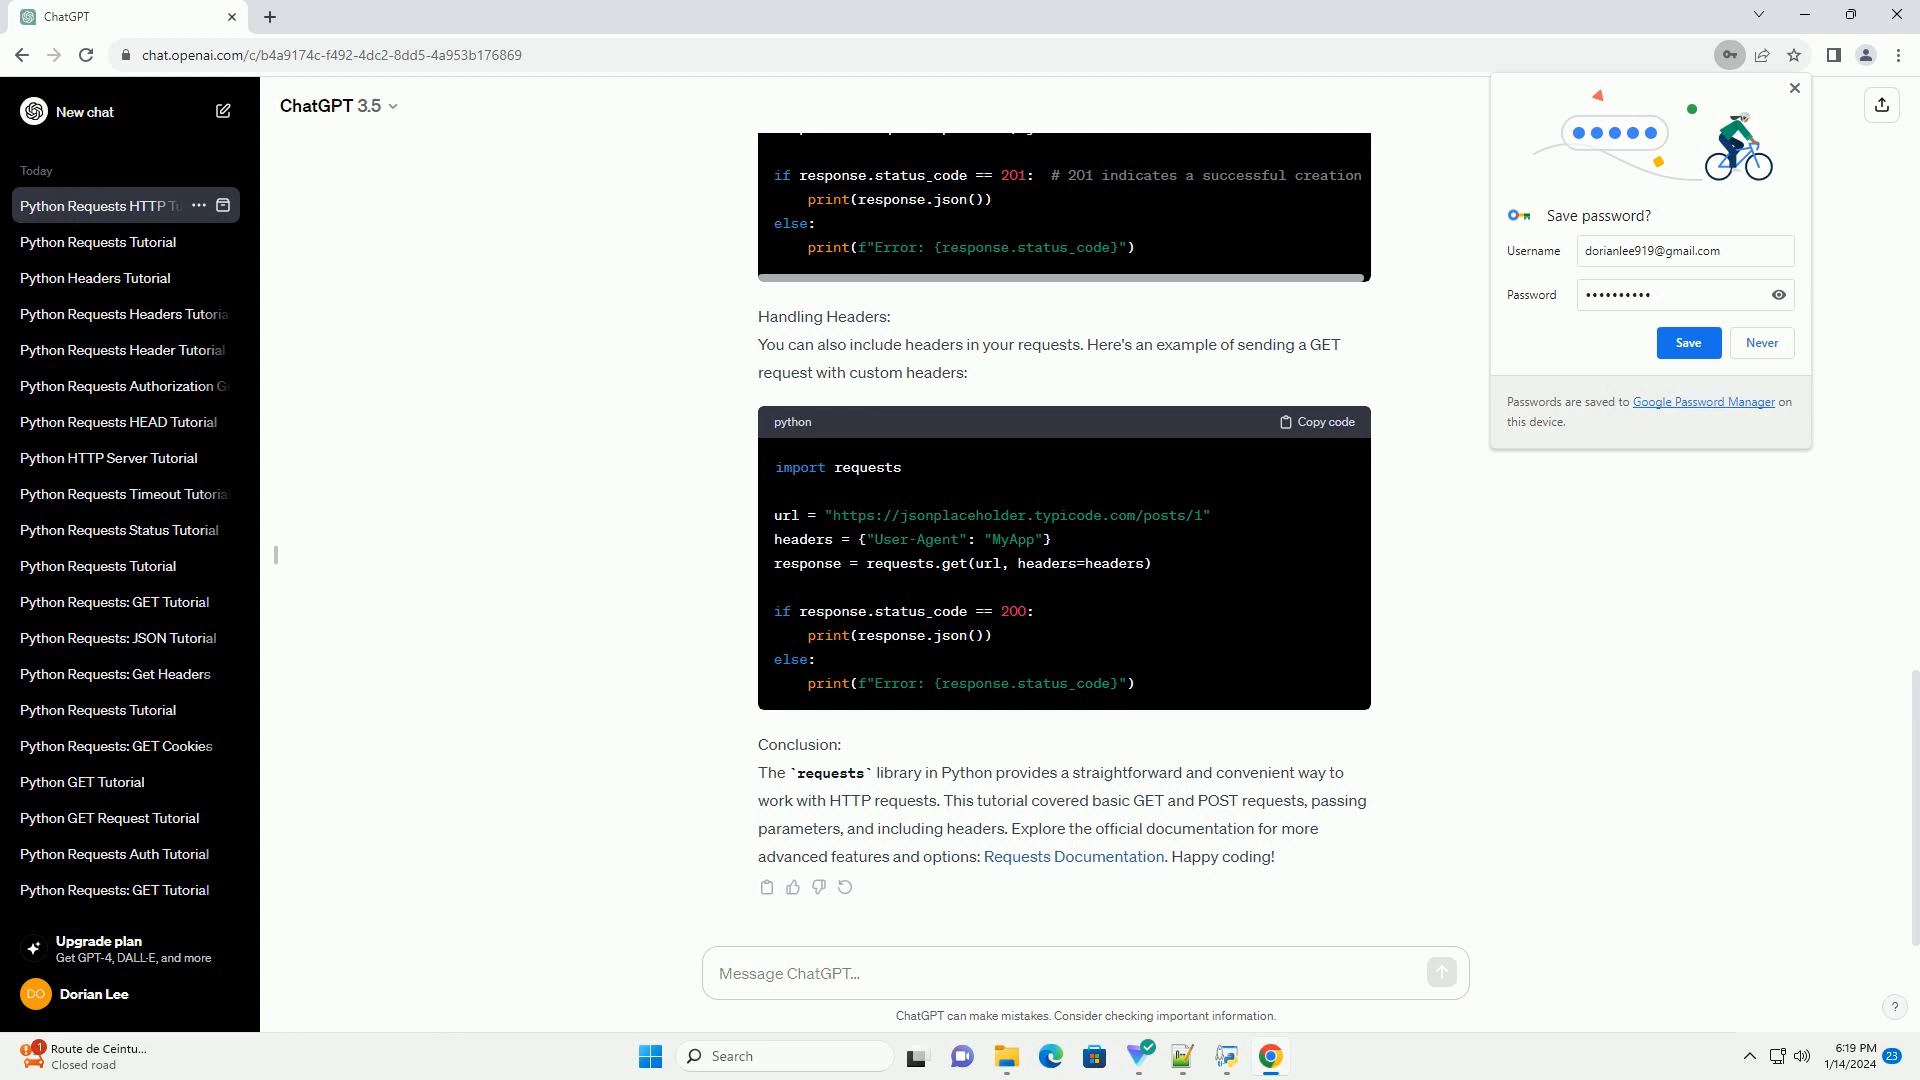 ChatGPT
chat.openai.com/c/b4a9174c-f492-4dc2-8dd5-4a953b176869
New chat
Today
Python Requests HTTP Tu
Python Requests Tutorial
Python Headers Tutorial
Python Requests Headers Tutoria
Python Requests Header Tutorial
Python Requests Authorization G
Python Requests HEAD Tutorial
Python HTTP Server Tutorial
Python Requests Timeout Tutoria
Python Requests Status Tutorial
Python Requests Tutorial
Python Requests: GET Tutorial
Python Requests: JSON Tutorial
Python Requests: Get Headers
Python Requests Tutorial
Python Requests: GET Cookies
Python GET Tutorial
Python GET Request Tutorial
Python Requests Auth Tutorial
Python Requests: GET Tutorial
Upgrade plan
Get GPT-4, DALL·E, and more
DO Dorian Lee
ChatGPT 3.5
if response.status_code == 201:  # 201 indicates a successful creation
print(response.json())
else:
print(f"Error: {response.status_code}")
Handling Headers:
You can also include headers in your requests. Here's an example of sending a GET
request with custom headers:
python Copy code
import requests
url = "https://jsonplaceholder.typicode.com/posts/1"
headers = {"User-Agent": "MyApp"}
response = requests.get(url, headers=headers)
if response.status_code == 200:
print(response.json())
else:
print(f"Error: {response.status_code}")
Conclusion:
The `requests` library in Python provides a straightforward and convenient way to
work with HTTP requests. This tutorial covered basic GET and POST requests, passing
parameters, and including headers. Explore the official documentation for more
advanced features and options: Requests Documentation. Happy coding!
Message ChatGPT...
ChatGPT can make mistakes. Consider checking important information.
?
Save password?
Username dorianlee919@gmail.com
Password ••••••••••
Save Never
Passwords are saved to Google Password Manager on
this device.
1
Route de Ceintu...
Closed road
Search
6:19 PM
1/14/2024
23